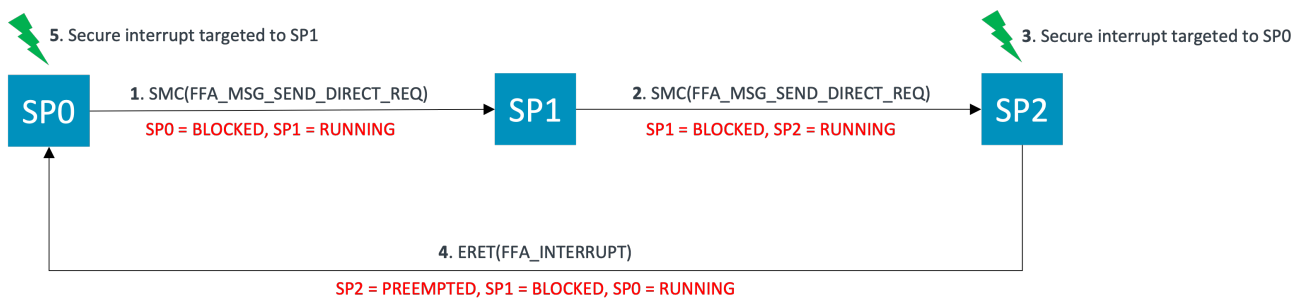 5. Secure interrupt targeted to SP1
3. Secure interrupt targeted to SP0
SP0
1. SMC(FFA_MSG_SEND_DIRECT_REQ)
SP0 = BLOCKED, SP1 = RUNNING
SP1
2. SMC(FFA_MSG_SEND_DIRECT_REQ)
SP1 = BLOCKED, SP2 = RUNNING
SP2
4. ERET(FFA_INTERRUPT)
SP2 = PREEMPTED, SP1 = BLOCKED, SP0 = RUNNING